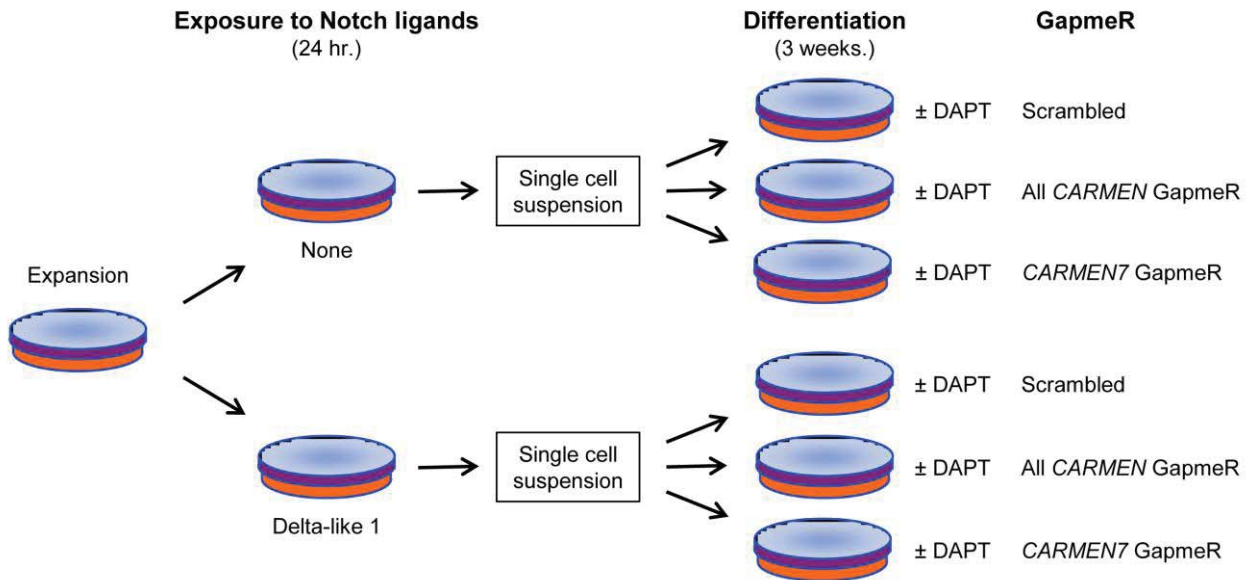 Exposure to Notch ligands
(24 hr.)
Differentiation
(3 weeks.)
GapmeR
Expansion
None
Single cell
suspension
± DAPT Scrambled
± DAPT All CARMEN GapmeR
± DAPT CARMEN7 GapmeR
Delta-like 1
Single cell
suspension
± DAPT Scrambled
± DAPT All CARMEN GapmeR
± DAPT CARMEN7 GapmeR